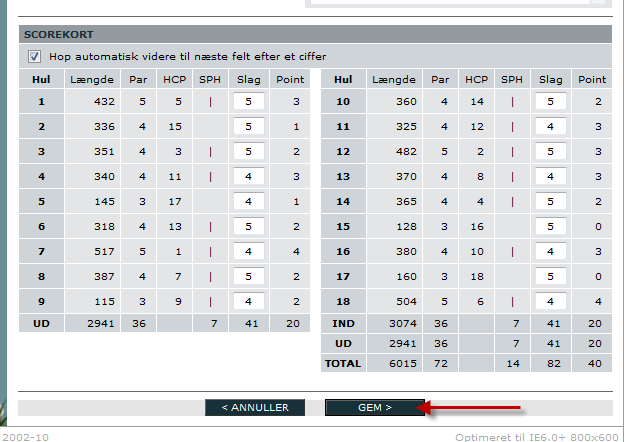 SCOREKORT
Hop automatisk videre til næste felt efter et ciffer
Hul Længde Par HCP SPH Slag Point
1 432 5 5 | 5 3
2 336 4 15 5 1
3 351 4 3 | 5 2
4 340 4 11 | 4 3
5 145 3 17 4 1
6 318 4 13 | 5 2
7 517 5 1 | 4 4
8 387 4 7 | 5 2
9 115 3 9 | 4 2
UD 2941 36 7 41 20
Hul Længde Par HCP SPH Slag Point
10 360 4 14 | 5 2
11 325 4 12 | 4 3
12 482 5 2 | 5 3
13 370 4 8 | 4 3
14 365 4 4 | 5 2
15 128 3 16 5 0
16 380 4 10 | 4 3
17 160 3 18 5 0
18 504 5 6 | 4 4
IND 3074 36 7 41 20
UD 2941 36 7 41 20
TOTAL 6015 72 14 82 40
< ANNULLER
GEM >
2002-10
Optimeret til IE6.0+ 800x600